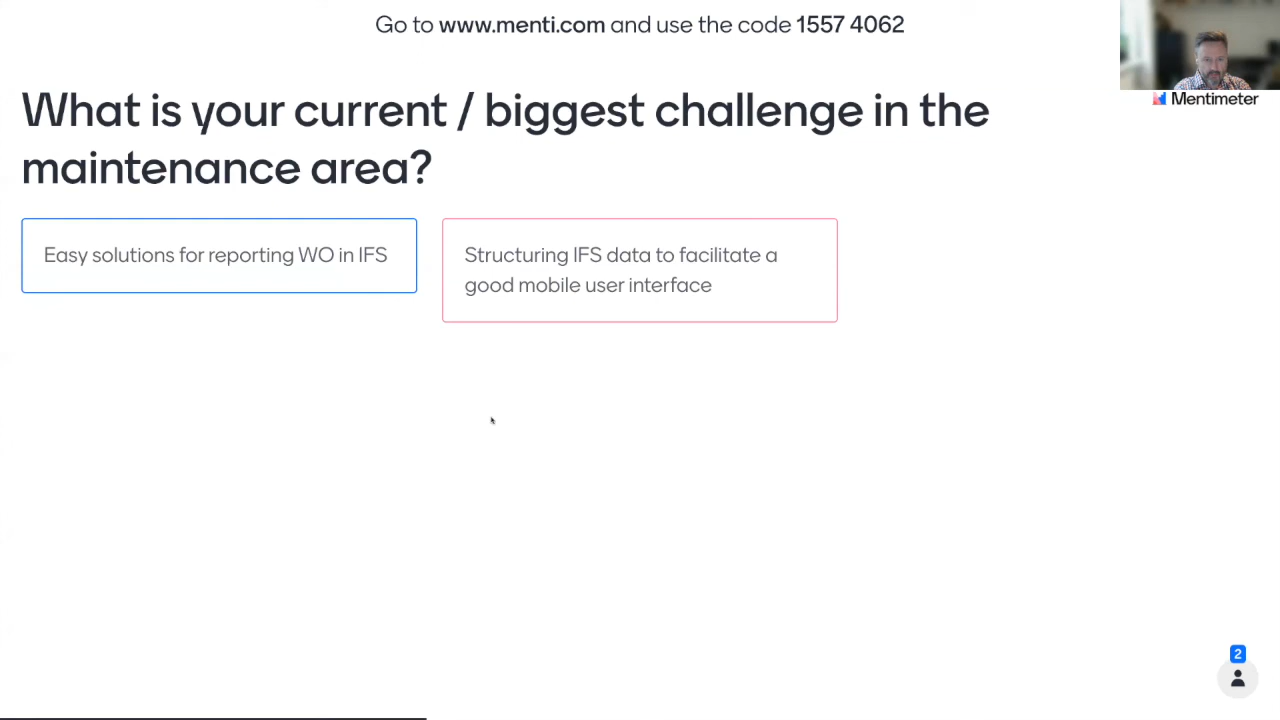 Go to www.menti.com and use the code 1557 4062
Mentimeter
What is your current / biggest challenge in the
maintenance area?
Easy solutions for reporting WO in IFS
Structuring IFS data to facilitate a
good mobile user interface
2